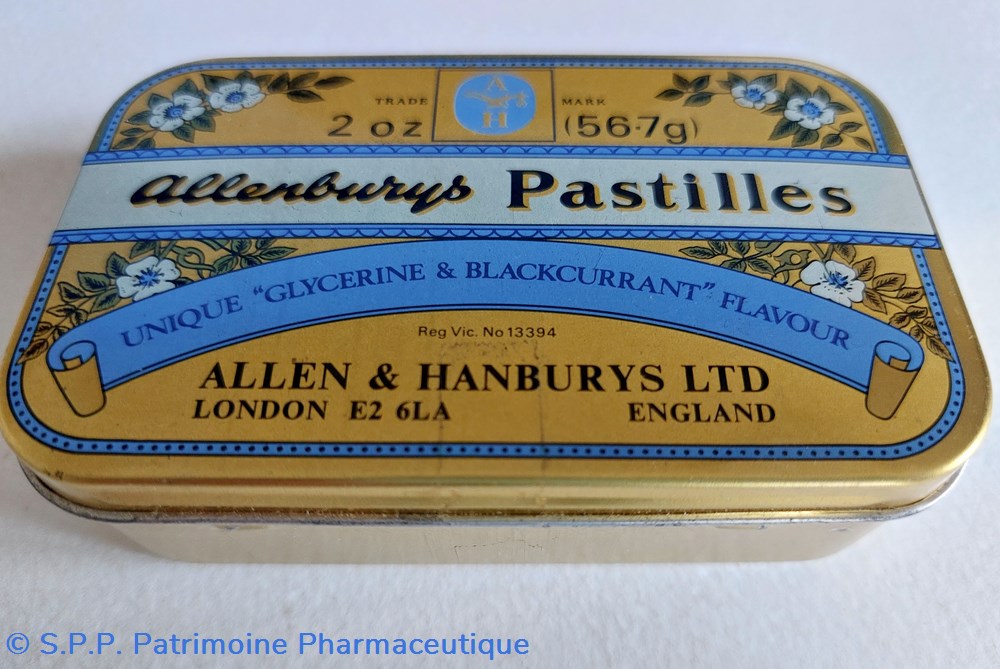 TRADE MARK
2 oz (56·7g)
A
H
Allenburys Pastilles
UNIQUE "GLYCERINE & BLACKCURRANT" FLAVOUR
Reg Vic. No 13394
ALLEN & HANBURYS LTD
LONDON E2 6LA ENGLAND
© S.P.P. Patrimoine Pharmaceutique